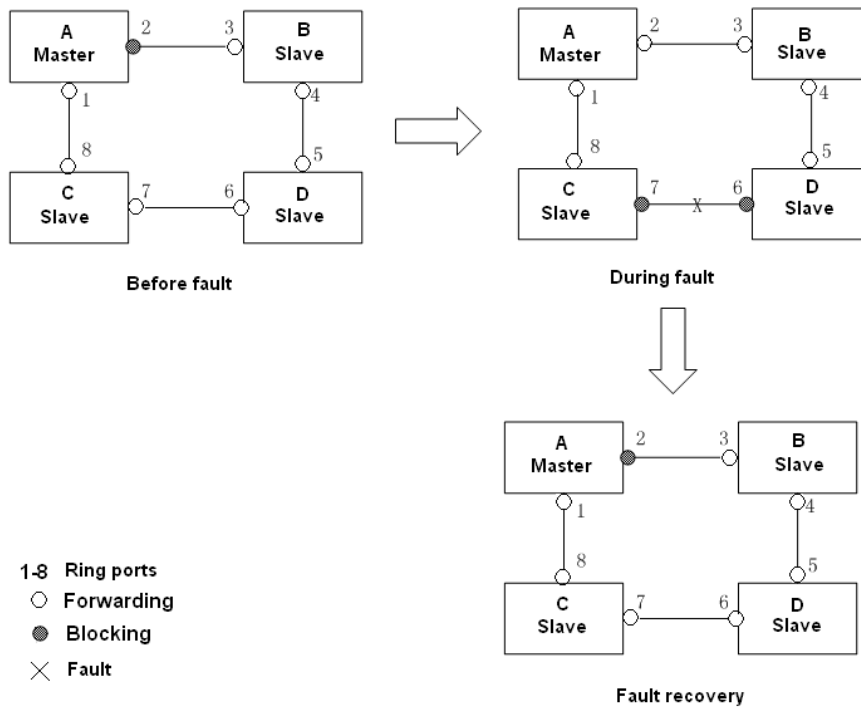 A
Master
2
3
B
Slave
1
4
8
5
C
Slave
7
6
D
Slave
Before fault
A
Master
2
3
B
Slave
1
4
8
5
C
Slave
7
X
6
D
Slave
During fault
A
Master
2
3
B
Slave
1
4
8
5
C
Slave
7
6
D
Slave
Fault recovery
1-8 Ring ports
Forwarding
Blocking
Fault